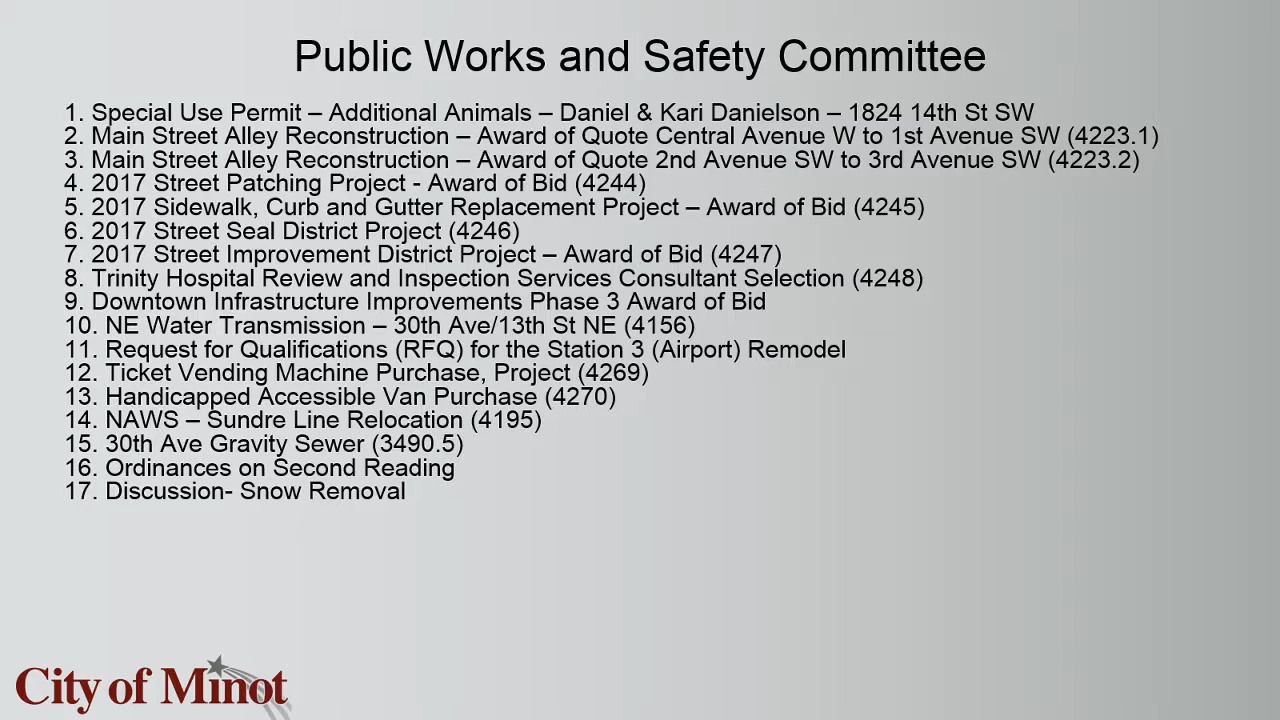 Public Works and Safety Committee
1. Special Use Permit – Additional Animals – Daniel & Kari Danielson – 1824 14th St SW
2. Main Street Alley Reconstruction – Award of Quote Central Avenue W to 1st Avenue SW (4223.1)
3. Main Street Alley Reconstruction – Award of Quote 2nd Avenue SW to 3rd Avenue SW (4223.2)
4. 2017 Street Patching Project - Award of Bid (4244)
5. 2017 Sidewalk, Curb and Gutter Replacement Project – Award of Bid (4245)
6. 2017 Street Seal District Project (4246)
7. 2017 Street Improvement District Project – Award of Bid (4247)
8. Trinity Hospital Review and Inspection Services Consultant Selection (4248)
9. Downtown Infrastructure Improvements Phase 3 Award of Bid
10. NE Water Transmission – 30th Ave/13th St NE (4156)
11. Request for Qualifications (RFQ) for the Station 3 (Airport) Remodel
12. Ticket Vending Machine Purchase, Project (4269)
13. Handicapped Accessible Van Purchase (4270)
14. NAWS – Sundre Line Relocation (4195)
15. 30th Ave Gravity Sewer (3490.5)
16. Ordinances on Second Reading
17. Discussion- Snow Removal
City of Minot